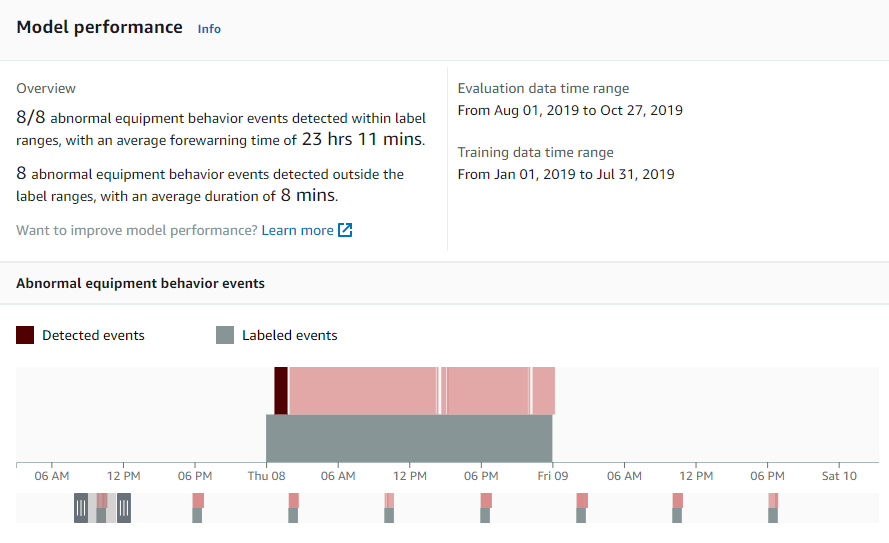 Model performance Info
Overview
8/8 abnormal equipment behavior events detected within label
ranges, with an average forewarning time of 23 hrs 11 mins.
8 abnormal equipment behavior events detected outside the
label ranges, with an average duration of 8 mins.
Want to improve model performance? Learn more
Evaluation data time range
From Aug 01, 2019 to Oct 27, 2019
Training data time range
From Jan 01, 2019 to Jul 31, 2019
Abnormal equipment behavior events
Detected events Labeled events
06 AM 12 PM 06 PM Thu 08 06 AM 12 PM 06 PM Fri 09 06 AM 12 PM 06 PM Sat 10